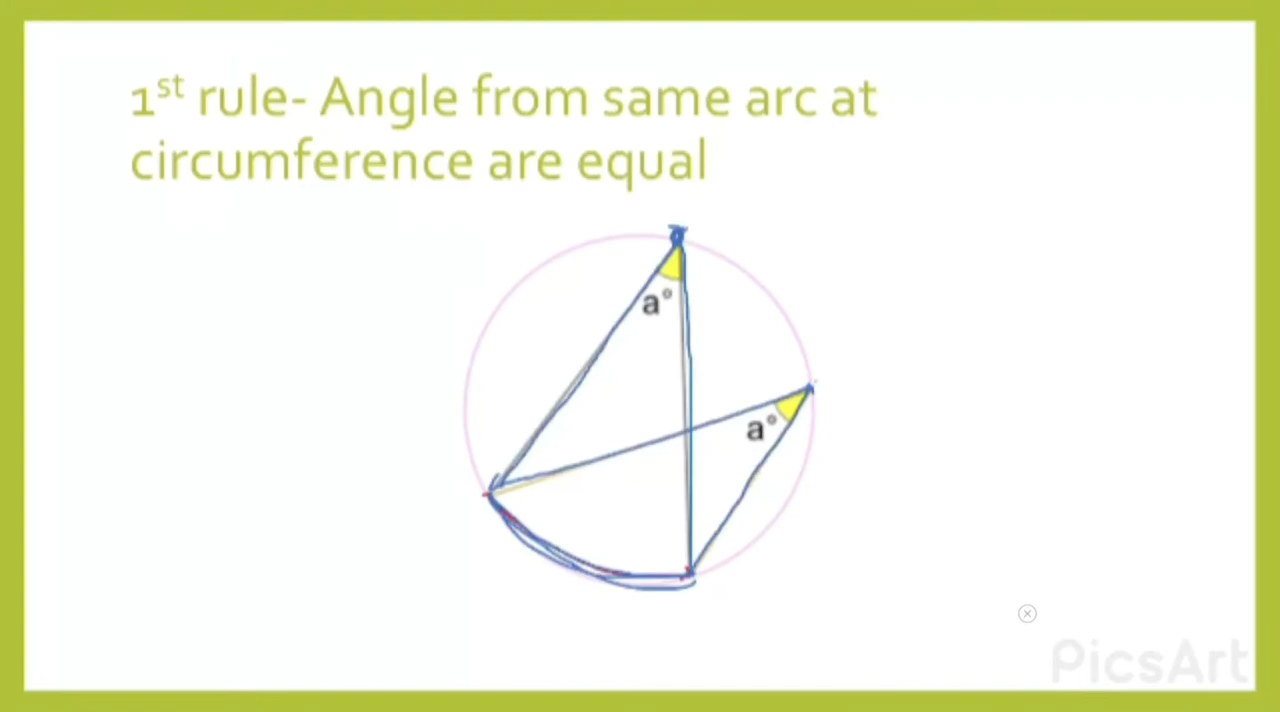 1st rule- Angle from same arc at
circumference are equal
a°
a°
PicsArt